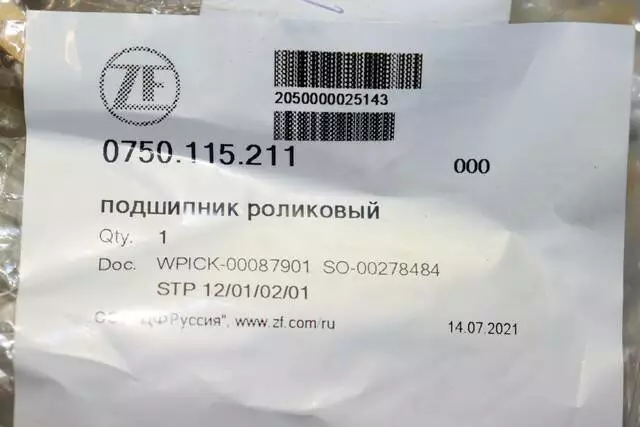 ZF
2050000025143
0750.115.211
000
подшипник роликовый
Qty. 1
Doc. WPICK-00087901 SO-00278484
STP 12/01/02/01
Руссия", www.zf.com/ru
14.07.2021